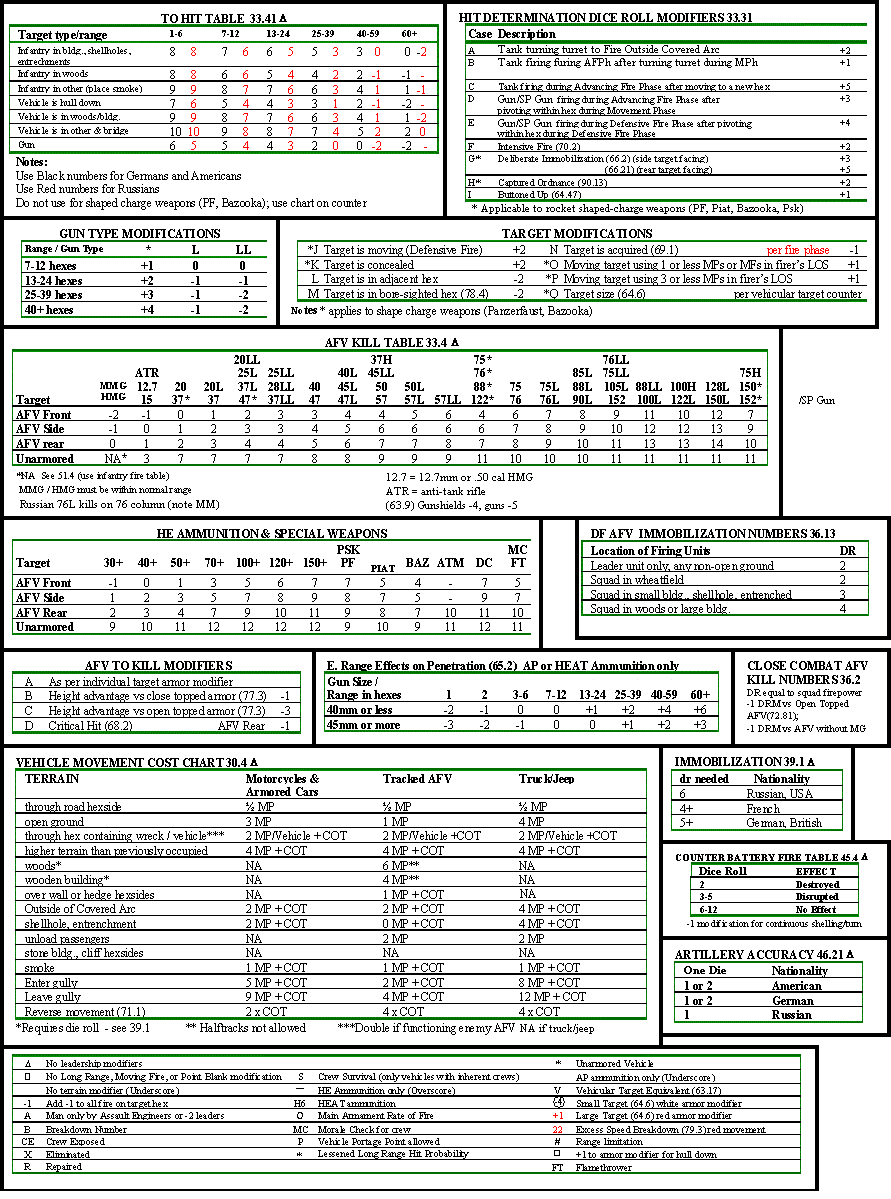 TO HIT TABLE 33.41 Δ
Target type/range 1-6 7-12 13-24 25-39 40-59 60+
Infantry in bldg., shellholes, entrechments 8 8 7 6 6 5 5 3 3 0 0 -2
Infantry in woods 8 8 6 6 5 4 4 2 2 -1 -1 -
Infantry in other (place smoke) 9 9 8 7 7 6 6 3 4 1 1 -1
Vehicle is hull down 7 6 5 4 4 3 3 1 2 -1 -2 -
Vehicle is in woods/bldg. 9 9 8 7 7 6 6 3 4 1 1 -2
Vehicle is in other & bridge 10 10 9 8 8 7 7 4 5 2 2 0
Gun 6 5 5 4 4 3 2 0 0 -2 -2 -
Notes:
Use Black numbers for Germans and Americans
Use Red numbers for Russians
Do not use for shaped charge weapons (PF, Bazooka); use chart on counter
HIT DETERMINATION DICE ROLL MODIFIERS 33.31
Case Description
A Tank turning turret to Fire Outside Covered Arc +2
B Tank firing furing AFPh after turning turret during MPh +1
C Tank firing during Advancing Fire Phase after moving to a new hex +5
D Gun/SP Gun firing during Advancing Fire Phase after +3
pivoting within hex during Movement Phase
E Gun/SP Gun firing during Defensive Fire Phase after pivoting +4
within hex during Defensive Fire Phase
F Intensive Fire (70.2) +2
G* Deliberate Immobilization (66.2) (side target facing) +3
(66.21) (rear target facing) +5
H* Captured Ordnance (90.13) +2
I Buttoned Up (64.47) +1
* Applicable to rocket shaped-charge weapons (PF, Piat, Bazooka, Psk)
GUN TYPE MODIFICATIONS
Range / Gun Type * L LL
7-12 hexes +1 0 0
13-24 hexes +2 -1 -1
25-39 hexes +3 -1 -2
40+ hexes +4 -1 -2
TARGET MODIFICATIONS
*J Target is moving (Defensive Fire) +2 N Target is acquired (69.1) per fire phase -1
*K Target is concealed +2 *O Moving target using 1 or less MPs or MFs in firer's LOS +1
L Target is in adjacent hex -2 *P Moving target using 3 or less MPs in firer's LOS +1
M Target is in bore-sighted hex (78.4) -2 *Q Target size (64.6) per vehicular target counter
Notes * applies to shape charge weapons (Panzerfaust, Bazooka)
AFV KILL TABLE 33.4 Δ
20LL 37H 75* 76LL
ATR 25L 25LL 45LL 76* 85L 75LL 75H
MMG 12.7 20 20L 37L 28LL 40 40L 50 50L 88* 75 75L 88L 105L 88LL 100H 128L 150*
Target HMG 15 37* 37 47* 37LL 47 45L 47L 57 57L 57LL 122* 76 76L 90L 152 100L 122L 150L 152*
AFV Front -2 -1 0 1 2 3 3 4 4 5 6 4 6 7 8 9 11 10 12 7
AFV Side -1 0 1 2 3 3 4 5 6 6 6 6 7 8 9 11 12 12 13 9
AFV rear 0 1 2 3 4 4 5 6 7 7 8 7 8 9 10 11 13 13 14 10
Unarmored NA* 3 7 7 7 7 8 8 9 9 9 11 10 10 10 11 11 11 11 11
*NA See 51.4 (use infantry fire table)
MMG / HMG must be within normal range
Russian 76L kills on 76 column (note MM)
12.7 = 12.7mm or .50 cal HMG
ATR = anti-tank rifle
(63.9) Gunshields -4, guns -5
/SP Gun
HE AMMUNITION & SPECIAL WEAPONS
PSK MC
Target 30+ 40+ 50+ 70+ 100+ 120+ 150+ PF PIAT BAZ ATM DC FT
AFV Front -1 0 1 3 5 6 7 7 5 4 - 7 5
AFV Side 1 2 3 5 7 8 9 8 7 5 - 9 7
AFV Rear 2 3 4 7 9 10 11 9 8 7 10 11 10
Unarmored 9 10 11 12 12 12 12 9 10 9 11 12 11
DF AFV IMMOBILIZATION NUMBERS 36.13
Location of Firing Units DR
Leader unit only, any non-open ground 2
Squad in wheatfield 2
Squad in small bldg., shellhole, entrenched 3
Squad in woods or large bldg. 4
AFV TO KILL MODIFIERS
A As per individual target armor modifier
B Height advantage vs close topped armor (77.3) -1
C Height advantage vs open topped armor (77.3) -3
D Critical Hit (68.2) AFV Rear -1
E. Range Effects on Penetration (65.2) AP or HEAT Ammunition only
Gun Size /
Range in hexes 1 2 3-6 7-12 13-24 25-39 40-59 60+
40mm or less -2 -1 0 0 +1 +2 +4 +6
45mm or more -3 -2 -1 0 0 +1 +2 +3
CLOSE COMBAT AFV
KILL NUMBERS 36.2
DR equal to squad firepower
-1 DRM vs Open Topped
AFV(72.81);
-1 DRM vs AFV without MG
VEHICLE MOVEMENT COST CHART 30.4 Δ
TERRAIN Motorcycles & Armored Cars Tracked AFV Truck/Jeep
through road hexside ½ MP ½ MP ½ MP
open ground 3 MP 1 MP 4 MP
through hex containing wreck / vehicle*** 2 MP/Vehicle +COT 2 MP/Vehicle +COT 2 MP/Vehicle +COT
higher terrain than previously occupied 4 MP +COT 4 MP +COT 4 MP +COT
woods* NA 6 MP** NA
wooden building* NA 4MP** NA
over wall or hedge hexsides NA 1 MP +COT NA
Outside of Covered Arc 2 MP +COT 2 MP +COT 4 MP +COT
shellhole, entrenchment 2 MP +COT 0 MP +COT 4 MP +COT
unload passengers NA 2 MP 2 MP
stone bldg., cliff hexsides NA NA NA
smoke 1 MP +COT 1 MP +COT 1 MP +COT
Enter gully 5 MP +COT 2 MP +COT 8 MP +COT
Leave gully 9 MP +COT 4 MP +COT 12 MP +COT
Reverse movement (71.1) 2 x COT 4 x COT 4 x COT
*Requires die roll - see 39.1 ** Halftracks not allowed ***Double if functioning enemy AFV NA if truck/jeep
IMMOBILIZATION 39.1 Δ
dr needed Nationality
6 Russian, USA
4+ French
5+ German, British
COUNTER BATTERY FIRE TABLE 45.4 Δ
Dice Roll EFFECT
2 Destroyed
3-5 Disrupted
6-12 No Effect
-1 modification for continuous shelling/turn
ARTILLERY ACCURACY 46.21 Δ
One Die Nationality
1 or 2 American
1 or 2 German
1 Russian
Δ No leadership modifiers * Unarmored Vehicle
□ No Long Range, Moving Fire, or Point Blank modification S Crew Survival (only vehicles with inherent crews) AP ammunition only (Underscore)
No terrain modifier (Underscore) — HE Ammunition Only (Overscore) V Vehicular Target Equivalent (63.17)
-1 Add -1 to all fire on target hex H6 HEAT ammunition Small Target (64.6) white armor modifier
A Man only by Assault Engineers or -2 leaders O Main Armament Rate of Fire +1 Large Target (64.6) red armor modifier
B Breakdown Number MC Morale Check for crew 22 Excess Speed Breakdown (79.3) red movement
CE Crew Exposed P Vehicle Portage Point allowed # Range limitation
X Eliminated * Lessened Long Range Hit Probability □ +1 to armor modifier for hull down
R Repaired FT Flamethrower